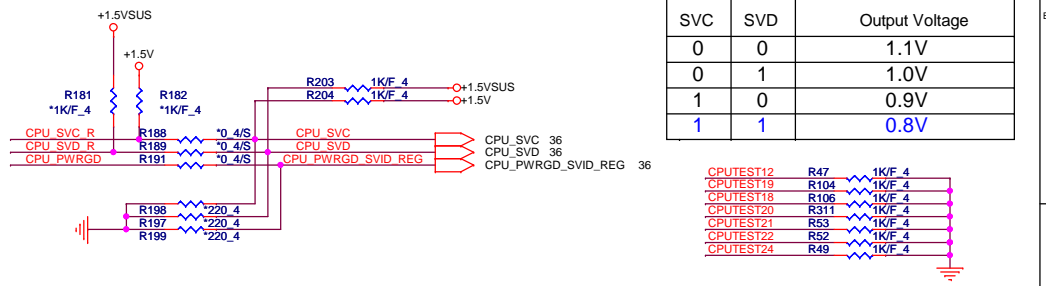 +1.5VSUS
+1.5V
R181
*1K/F_4
R182
*1K/F_4
R203 1K/F_4 +1.5VSUS
R204 1K/F_4 +1.5V
CPU_SVC_R R188 *0_4/S CPU_SVC CPU_SVC 36
CPU_SVD_R R189 *0_4/S CPU_SVD CPU_SVD 36
CPU_PWRGD R191 *0_4/S CPU_PWRGD_SVID_REG CPU_PWRGD_SVID_REG 36
R198 *220_4
R197 *220_4
R199 *220_4
SVC SVD Output Voltage
0 0 1.1V
0 1 1.0V
1 0 0.9V
1 1 0.8V
CPUTEST12 R47 1K/F_4
CPUTEST19 R104 1K/F_4
CPUTEST18 R106 1K/F_4
CPUTEST20 R311 1K/F_4
CPUTEST21 R53 1K/F_4
CPUTEST22 R52 1K/F_4
CPUTEST24 R49 1K/F_4